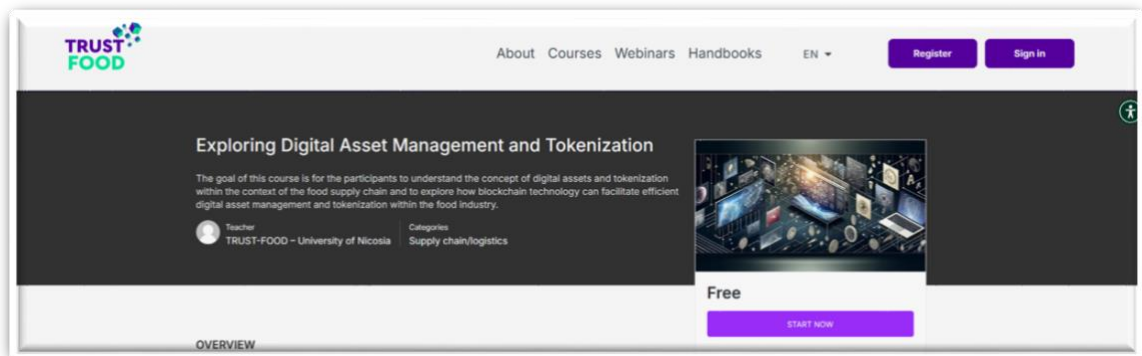 TRUST
FOOD
About Courses Webinars Handbooks EN
Register
Sign in
Exploring Digital Asset Management and Tokenization
The goal of this course is for the participants to understand the concept of digital assets and tokenization
within the context of the food supply chain and to explore how blockchain technology can facilitate efficient
digital asset management and tokenization within the food industry.
Teacher
TRUST-FOOD – University of Nicosia
Categories
Supply chain/logistics
Free
START NOW
OVERVIEW